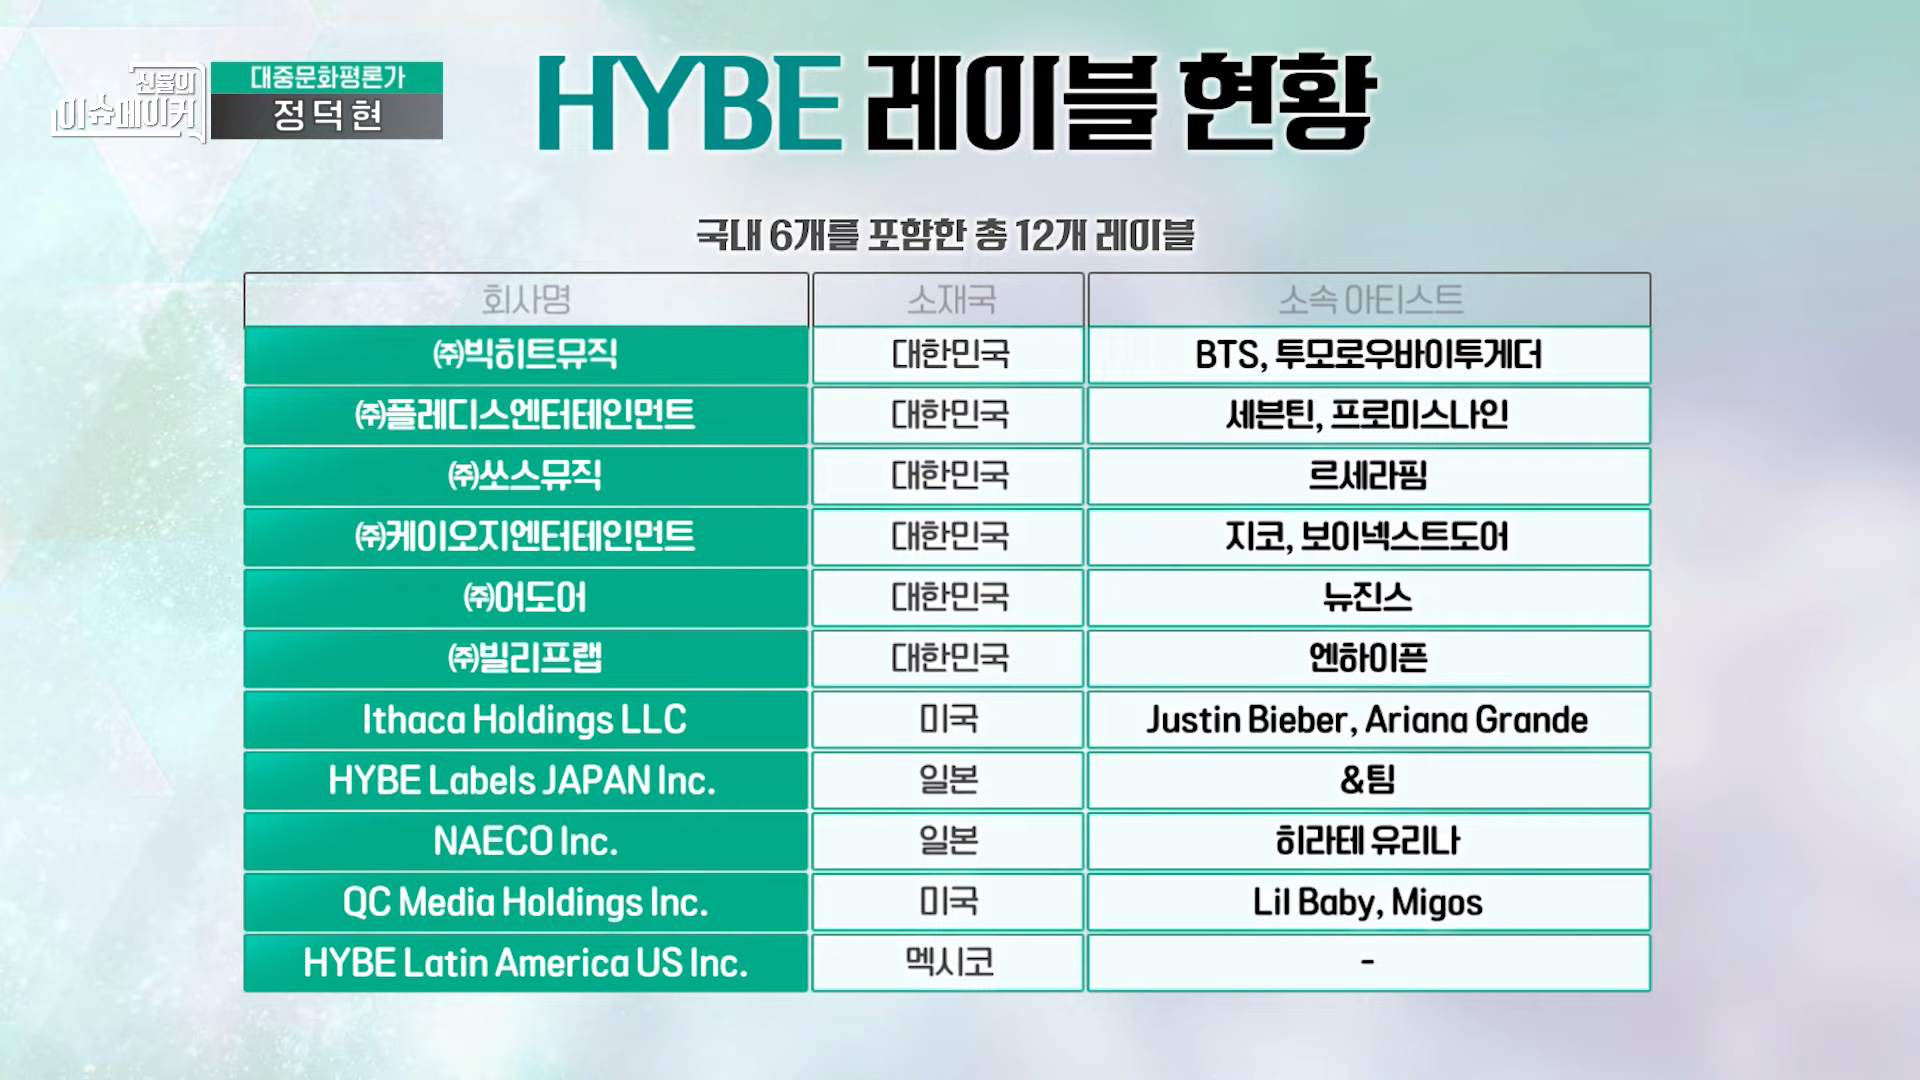 신율의
이슈메이커
대중문화평론가
정덕현
HYBE 레이블 현황
국내 6개를 포함한 총 12개 레이블
회사명 소재국 소속 아티스트
㈜빅히트뮤직 대한민국 BTS, 투모로우바이투게더
㈜플레디스엔터테인먼트 대한민국 세븐틴, 프로미스나인
㈜쏘스뮤직 대한민국 르세라핌
㈜케이오지엔터테인먼트 대한민국 지코, 보이넥스트도어
㈜어도어 대한민국 뉴진스
㈜빌리프랩 대한민국 엔하이픈
Ithaca Holdings LLC 미국 Justin Bieber, Ariana Grande
HYBE Labels JAPAN Inc. 일본 &팀
NAECO Inc. 일본 히라테 유리나
QC Media Holdings Inc. 미국 Lil Baby, Migos
HYBE Latin America US Inc. 멕시코 -